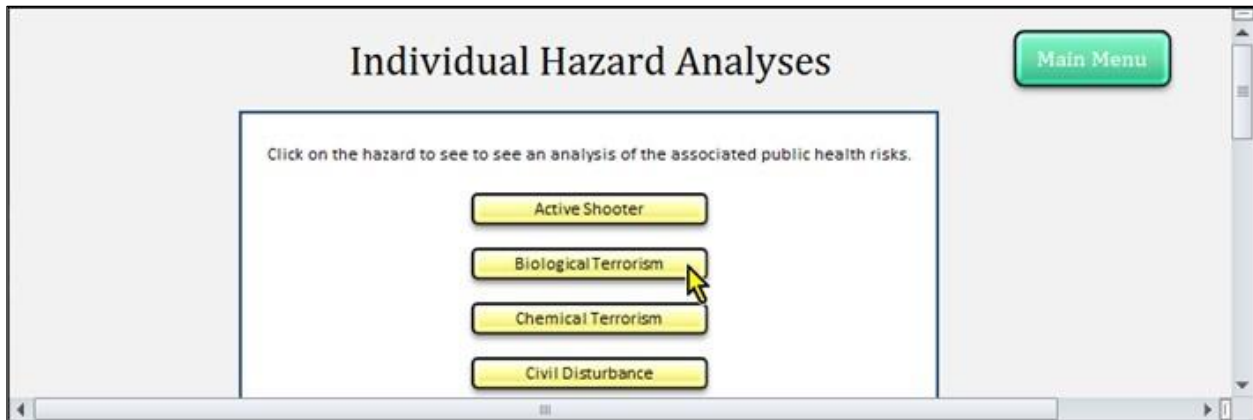 Individual Hazard Analyses
Main Menu
Click on the hazard to see to see an analysis of the associated public health risks.
Active Shooter
Biological Terrorism
Chemical Terrorism
Civil Disturbance